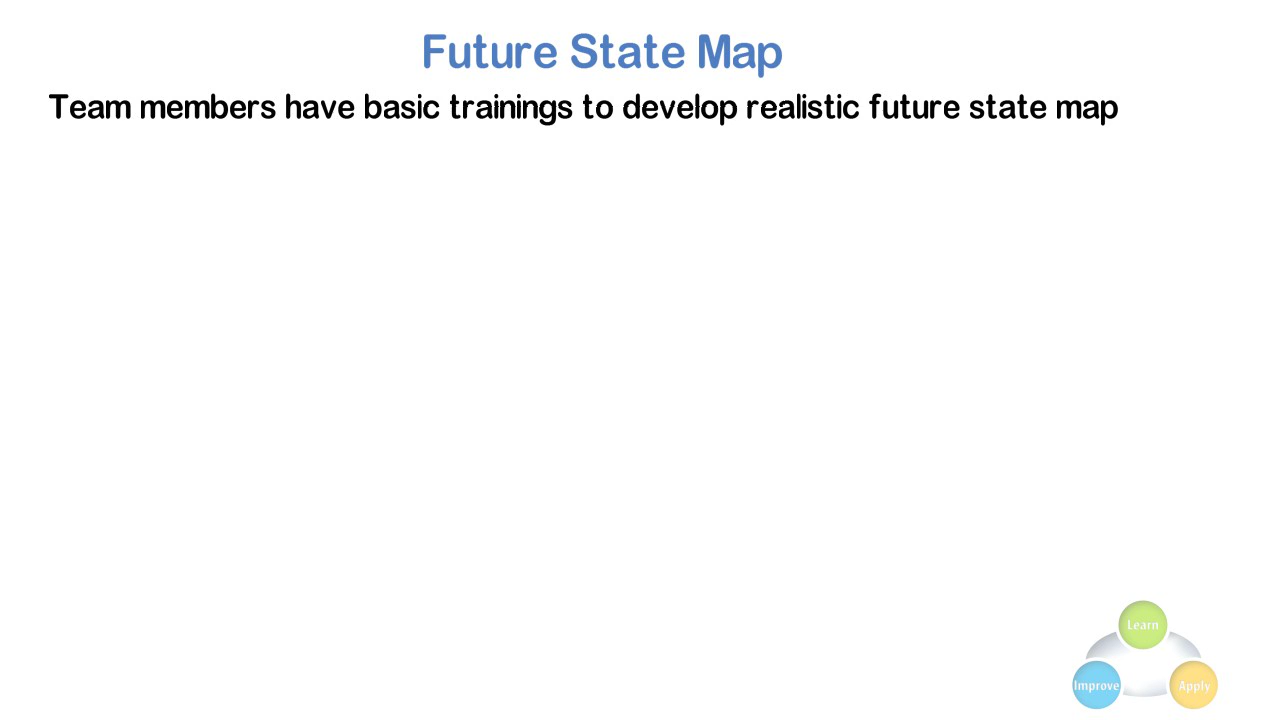 Future State Map
Team members have basic trainings to develop realistic future state map
Learn
Improve
Apply